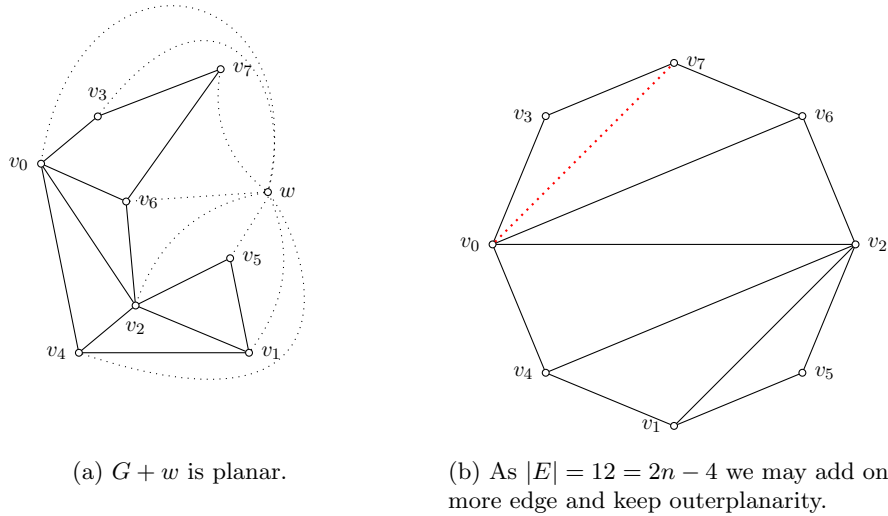 v7
v3
v0
v6
w
v5
v2
v4
v1
v7
v3
v6
v0
v2
v4
v5
v1
(a) G + w is planar.
(b) As |E| = 12 = 2n − 4 we may add on
more edge and keep outerplanarity.